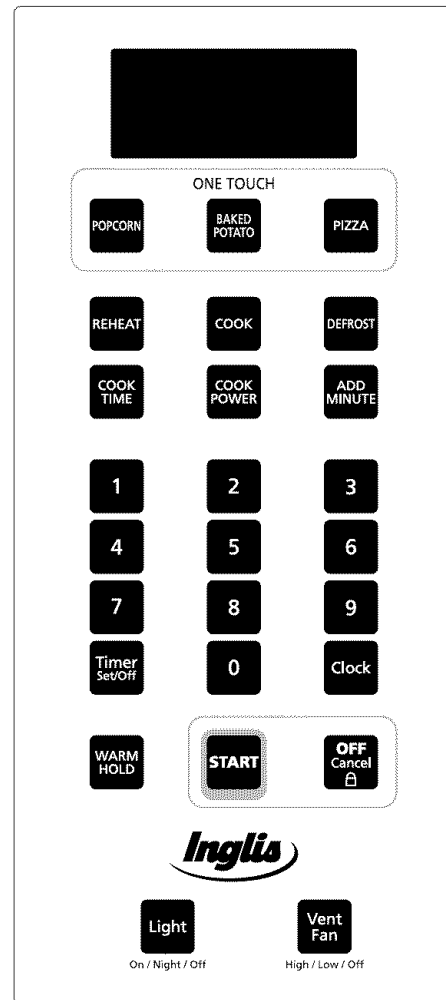 ONE TOUCH
POPCORN
BAKED
POTATO
PIZZA
REHEAT
COOK
DEFROST
COOK
TIME
COOK
POWER
ADD
MINUTE
1
2
3
4
5
6
7
8
9
Timer
Set/Off
0
Clock
WARM
HOLD
START
OFF
Cancel
Inglis
Light
On / Night / Off
Vent
Fan
High / Low / Off